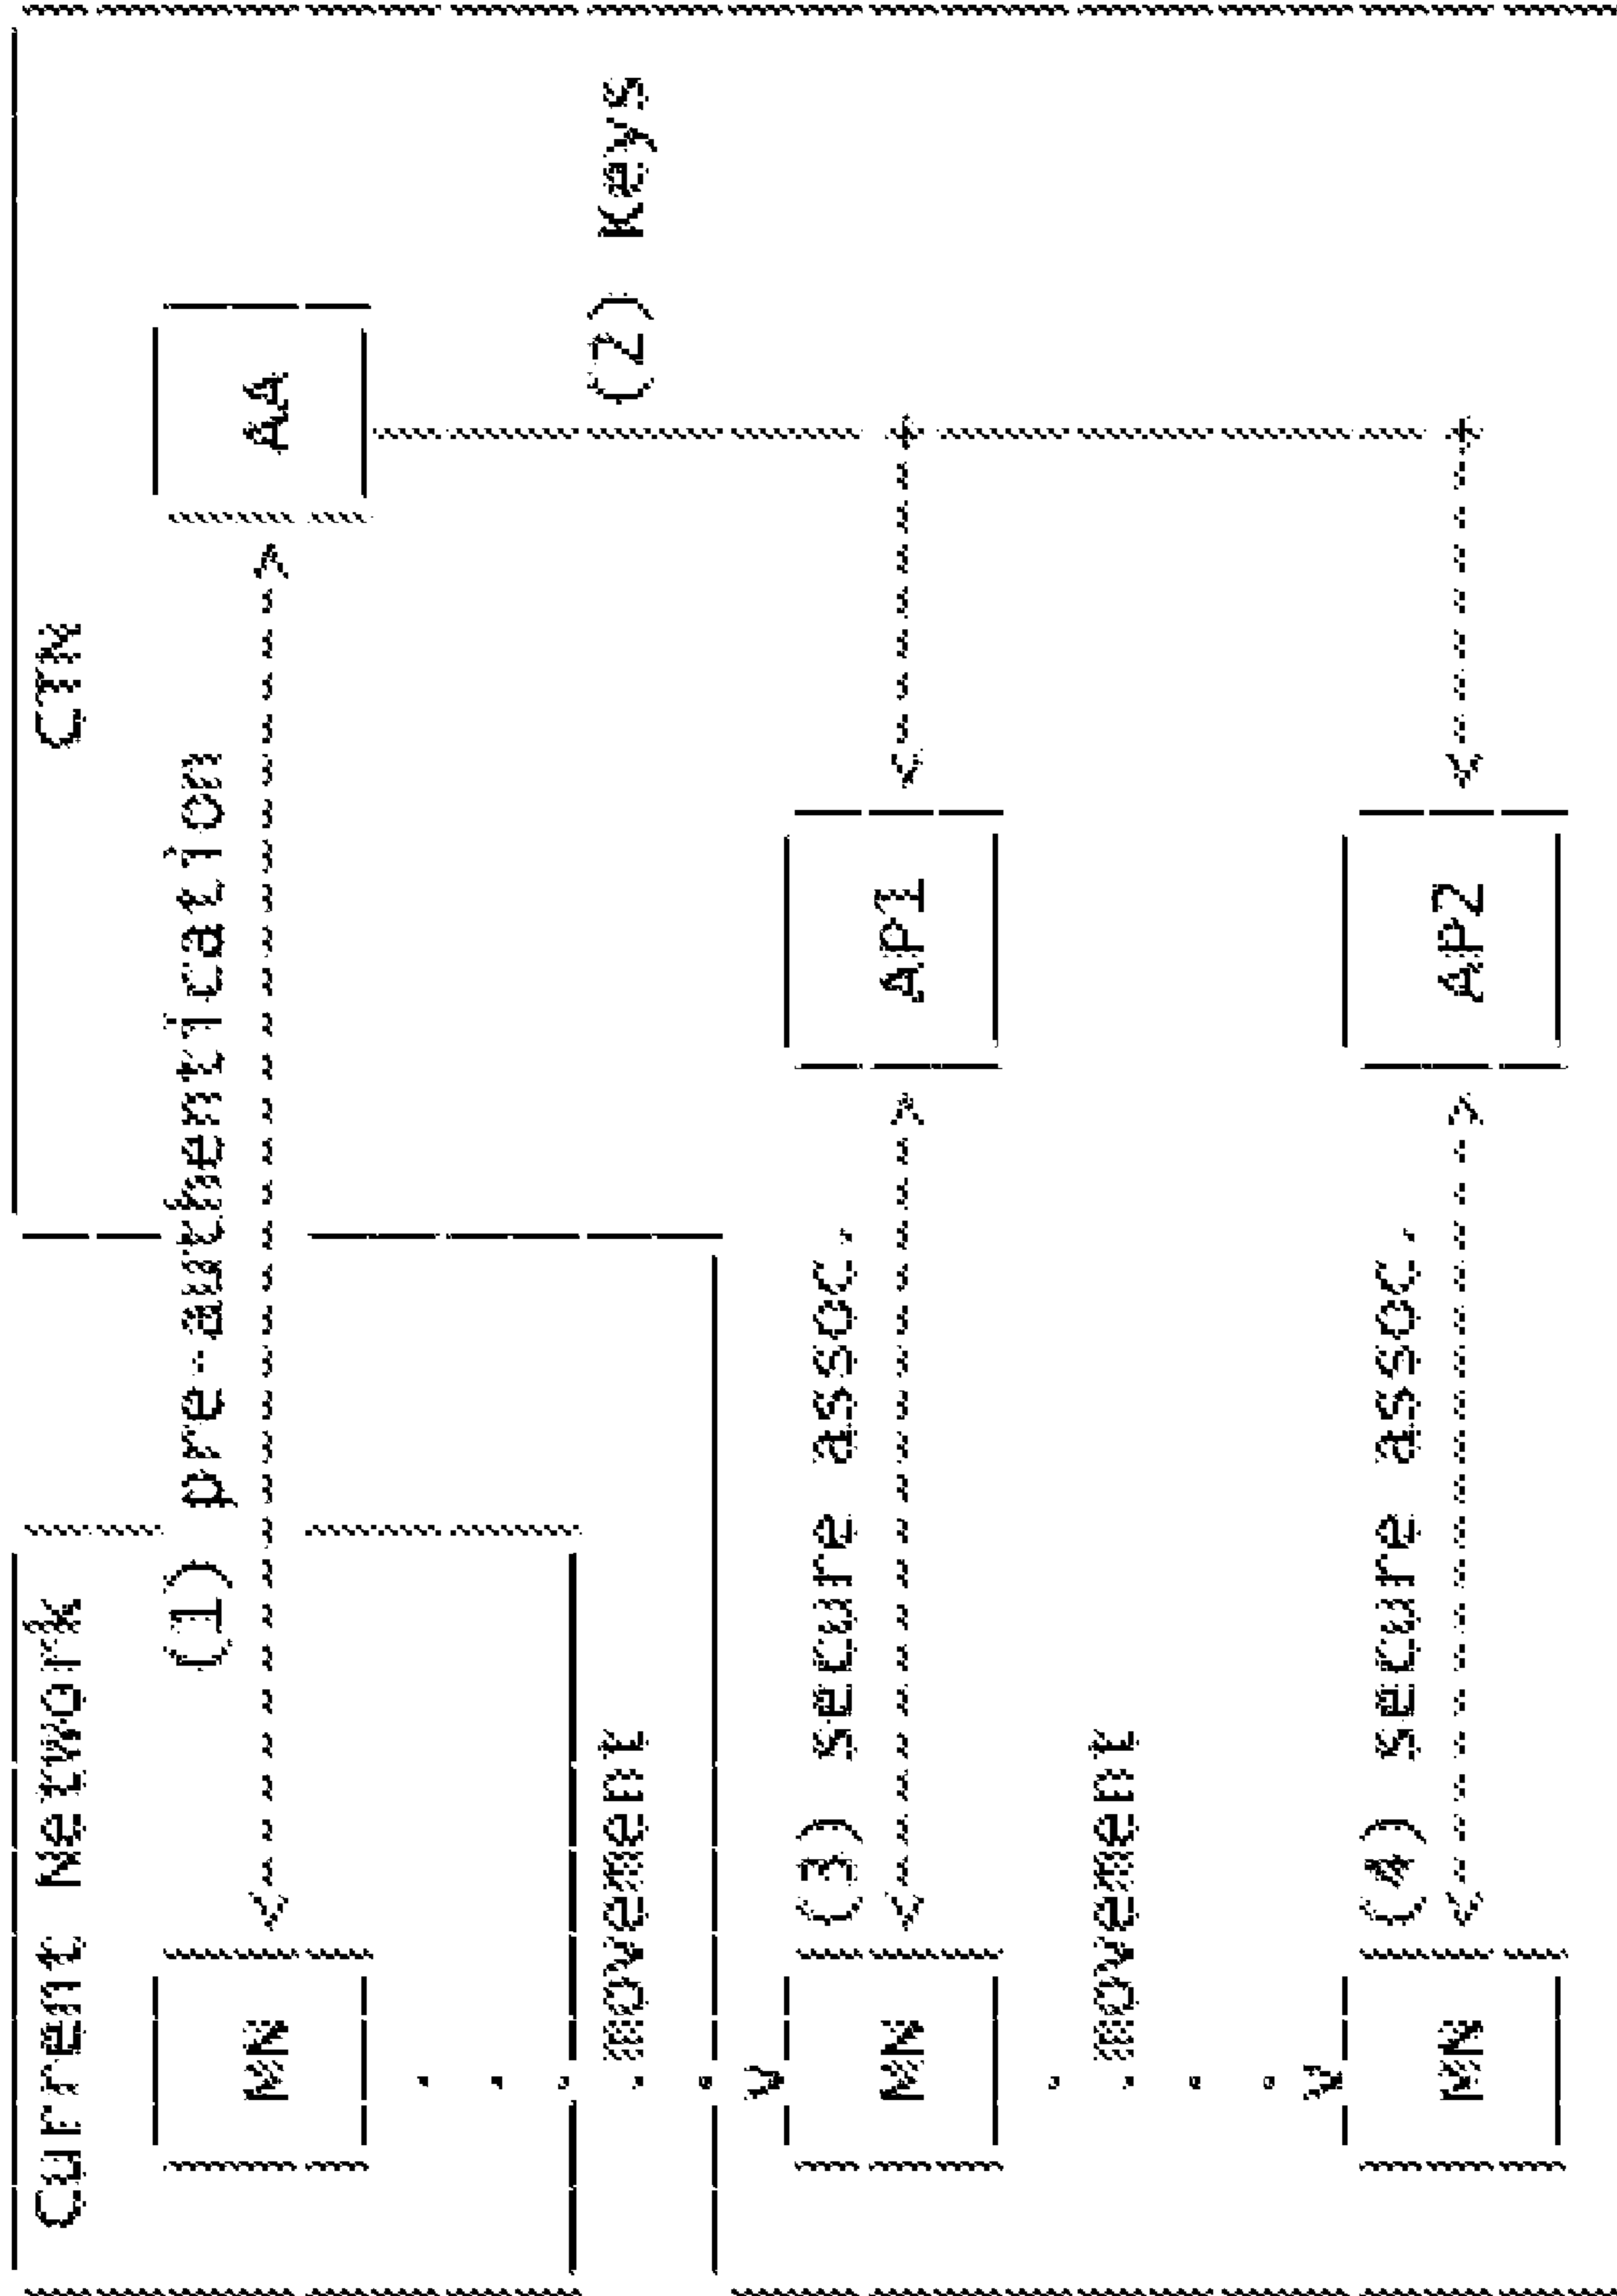 Current Network
CTN
(1) pre-authentication
MN
AA
movement
(2) Keys
(3) secure assoc.
MN
AP1
movement
(4) secure assoc.
MN
AP2